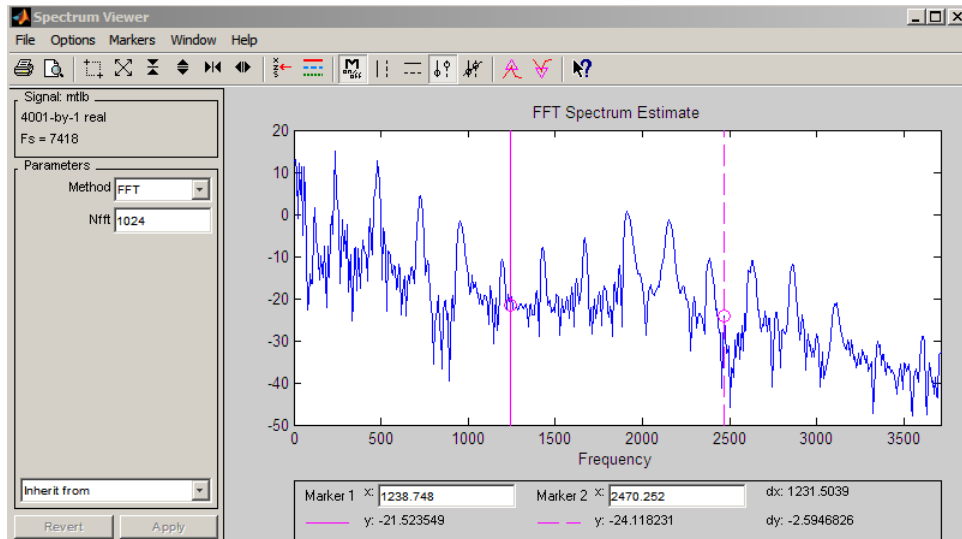 Spectrum Viewer
File Options Markers Window Help
Signal: mtlb
4001-by-1 real
Fs = 7418
Parameters
Method FFT
Nfft 1024
Inherit from
Revert Apply
FFT Spectrum Estimate
20
10
0
-10
-20
-30
-40
-50
0 500 1000 1500 2000 2500 3000 3500
Frequency
Marker 1 x: 1238.748 Marker 2 x: 2470.252 dx: 1231.5039
y: -21.523549 y: -24.118231 dy: -2.5946826